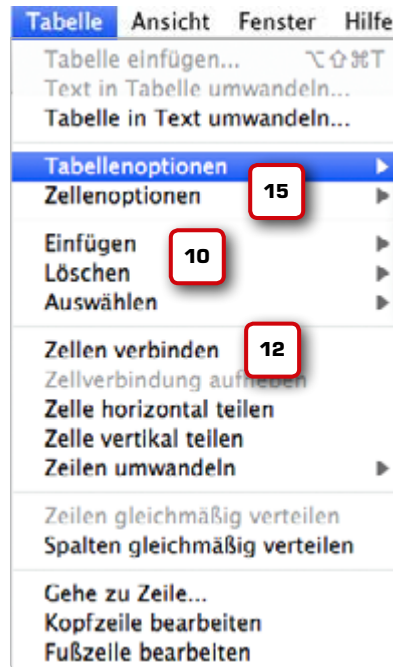 Tabelle Ansicht Fenster Hilfe
Tabelle einfügen... ⌥⇧⌘T
Text in Tabelle umwandeln...
Tabelle in Text umwandeln...
Tabellenoptionen
15
Zellenoptionen
Einfügen
10
Löschen
Auswählen
Zellen verbinden 12
Zellverbindung aufheben
Zelle horizontal teilen
Zelle vertikal teilen
Zeilen umwandeln
Zeilen gleichmäßig verteilen
Spalten gleichmäßig verteilen
Gehe zu Zeile...
Kopfzeile bearbeiten
Fußzeile bearbeiten